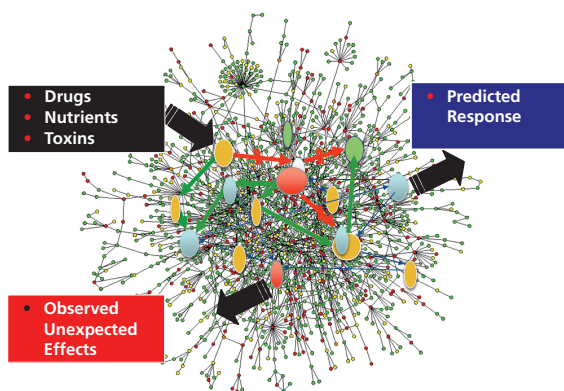 • Drugs
• Nutrients
• Toxins
• Predicted
Response
• Observed
Unexpected
Effects